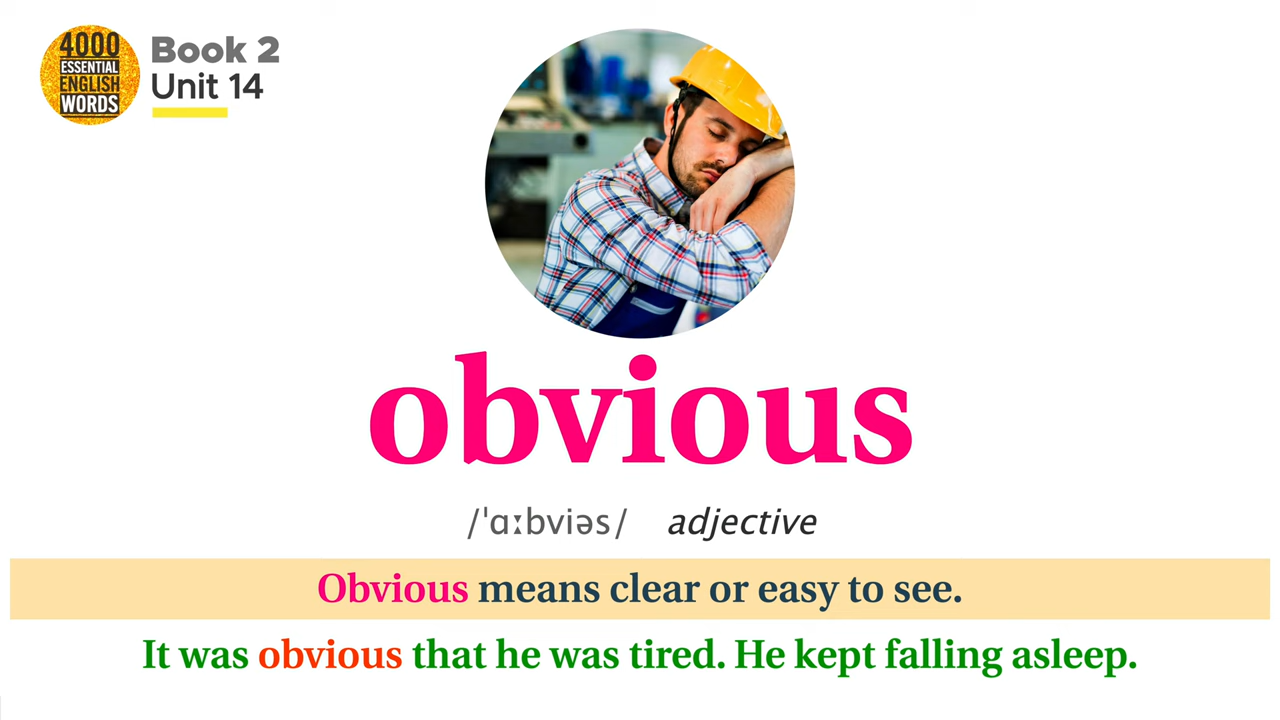 4000
ESSENTIAL
ENGLISH
WORDS
Book 2
Unit 14
obvious
/ˈɑːbviəs/ adjective
Obvious means clear or easy to see.
It was obvious that he was tired. He kept falling asleep.